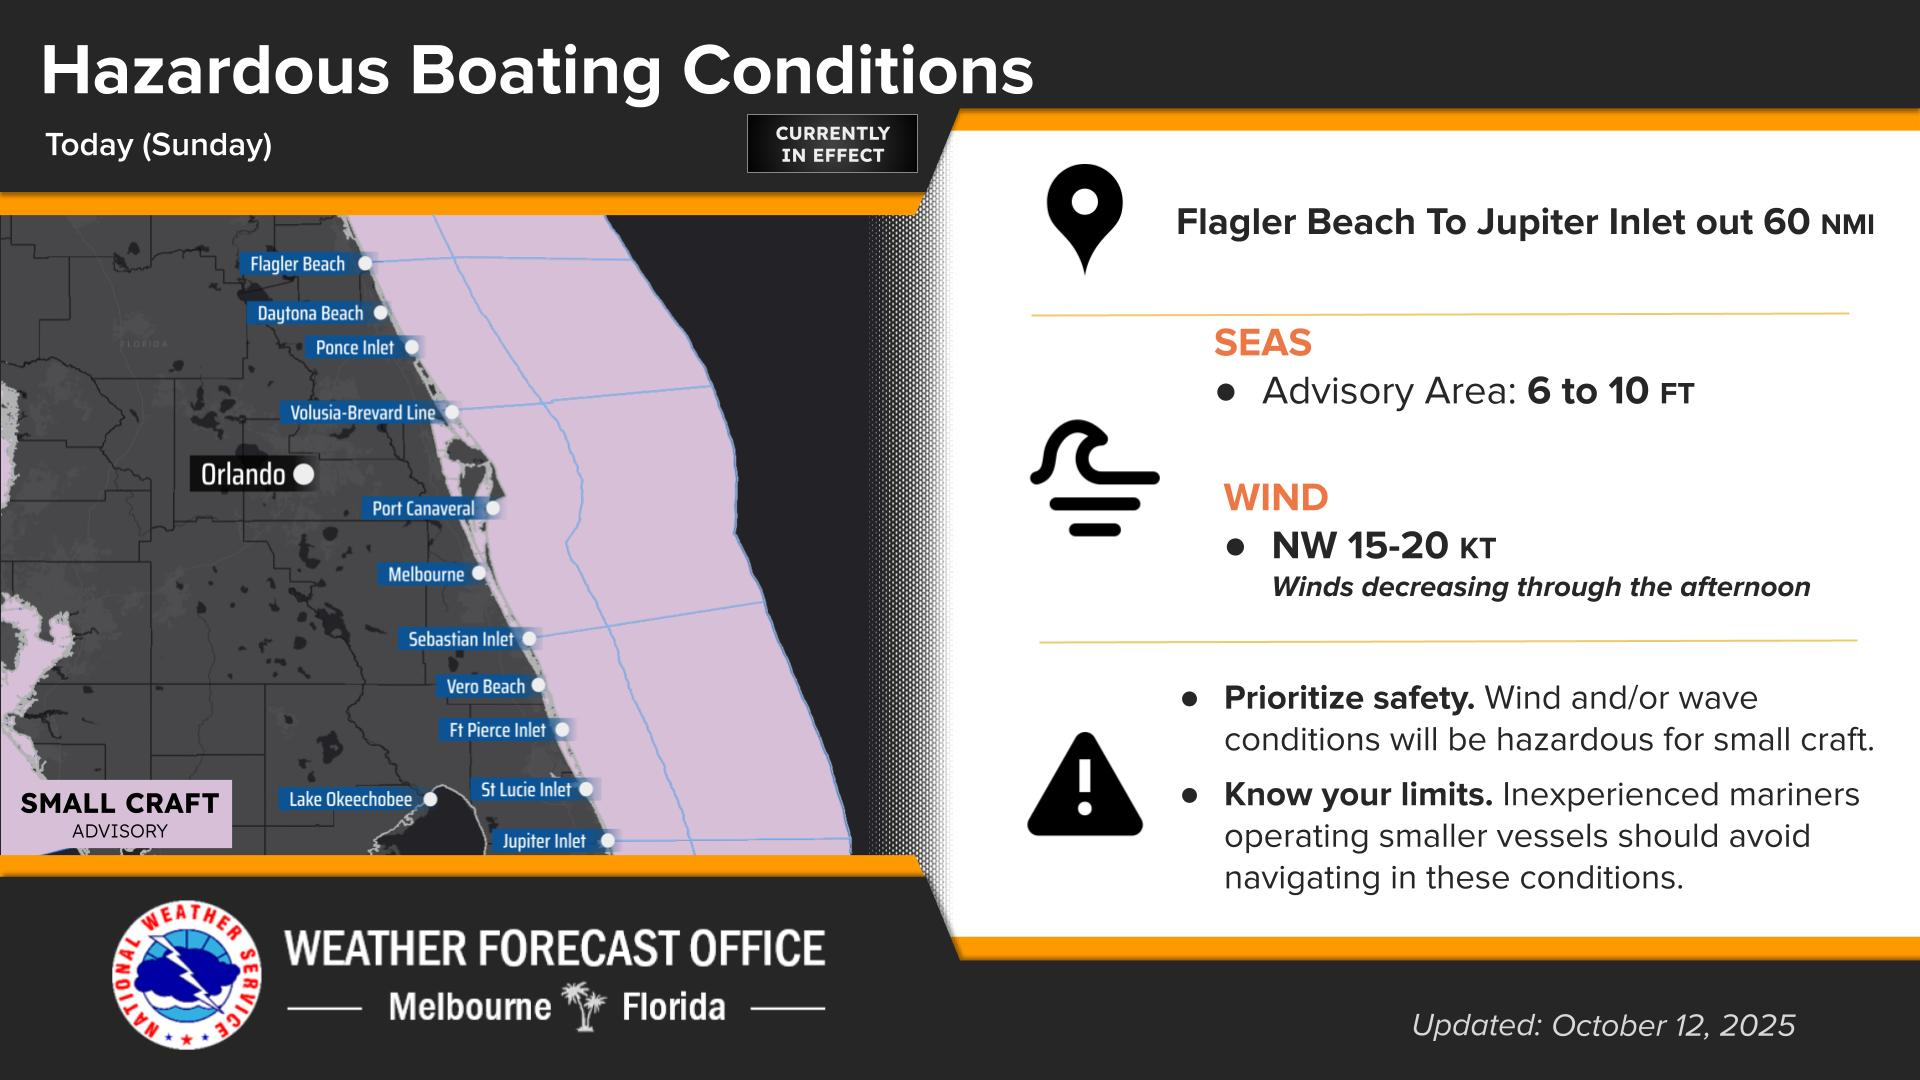 Hazardous Boating Conditions
Today (Sunday)
CURRENTLY
IN EFFECT
Flagler Beach
Daytona Beach
FLORIDA
Ponce Inlet
Volusia-Brevard Line
Orlando
Port Canaveral
Melbourne
Sebastian Inlet
Vero Beach
Ft Pierce Inlet
St Lucie Inlet
Lake Okeechobee
Jupiter Inlet
SMALL CRAFT
ADVISORY
Flagler Beach To Jupiter Inlet out 60 NMI
SEAS
● Advisory Area: 6 to 10 FT
WIND
● NW 15-20 KT
Winds decreasing through the afternoon
● Prioritize safety. Wind and/or wave
conditions will be hazardous for small craft.
● Know your limits. Inexperienced mariners
operating smaller vessels should avoid
navigating in these conditions.
NATIONAL WEATHER SERVICE
WEATHER FORECAST OFFICE
Melbourne Florida
Updated: October 12, 2025